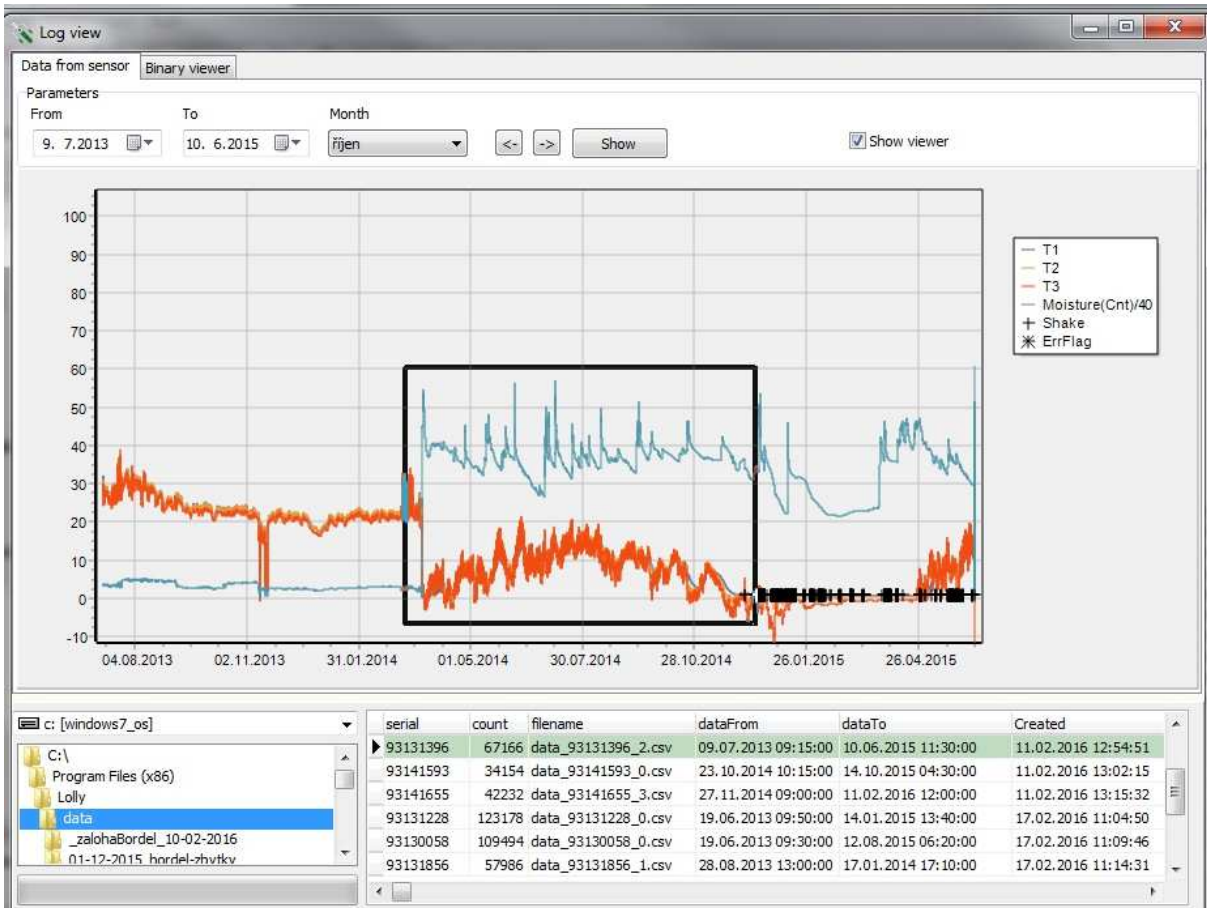 Log view
Data from sensor Binary viewer
Parameters
From To Month
9. 7.2013 10. 6.2015 říjen <- -> Show Show viewer
100
90
80
70
60
50
40
30
20
10
0
-10
04.08.2013 02.11.2013 31.01.2014 01.05.2014 30.07.2014 28.10.2014 26.01.2015 26.04.2015
T1
T2
T3
Moisture(Cnt)/40
Shake
ErrFlag
c: [windows7_os]
C:\
Program Files (x86)
Lolly
data
_zalohaBordel_10-02-2016
01-12-2015_bordel-zbytky
serial count filename dataFrom dataTo Created
93131396 67166 data_93131396_2.csv 09.07.2013 09:15:00 10.06.2015 11:30:00 11.02.2016 12:54:51
93141593 34154 data_93141593_0.csv 23.10.2014 10:15:00 14.10.2015 04:30:00 11.02.2016 13:02:15
93141655 42232 data_93141655_3.csv 27.11.2014 09:00:00 11.02.2016 12:00:00 11.02.2016 13:15:32
93131228 123178 data_93131228_0.csv 19.06.2013 09:50:00 14.01.2015 13:40:00 17.02.2016 11:04:50
93130058 109494 data_93130058_0.csv 19.06.2013 09:30:00 12.08.2015 06:20:00 17.02.2016 11:09:46
93131856 57986 data_93131856_1.csv 28.08.2013 13:00:00 17.01.2014 17:10:00 17.02.2016 11:14:31